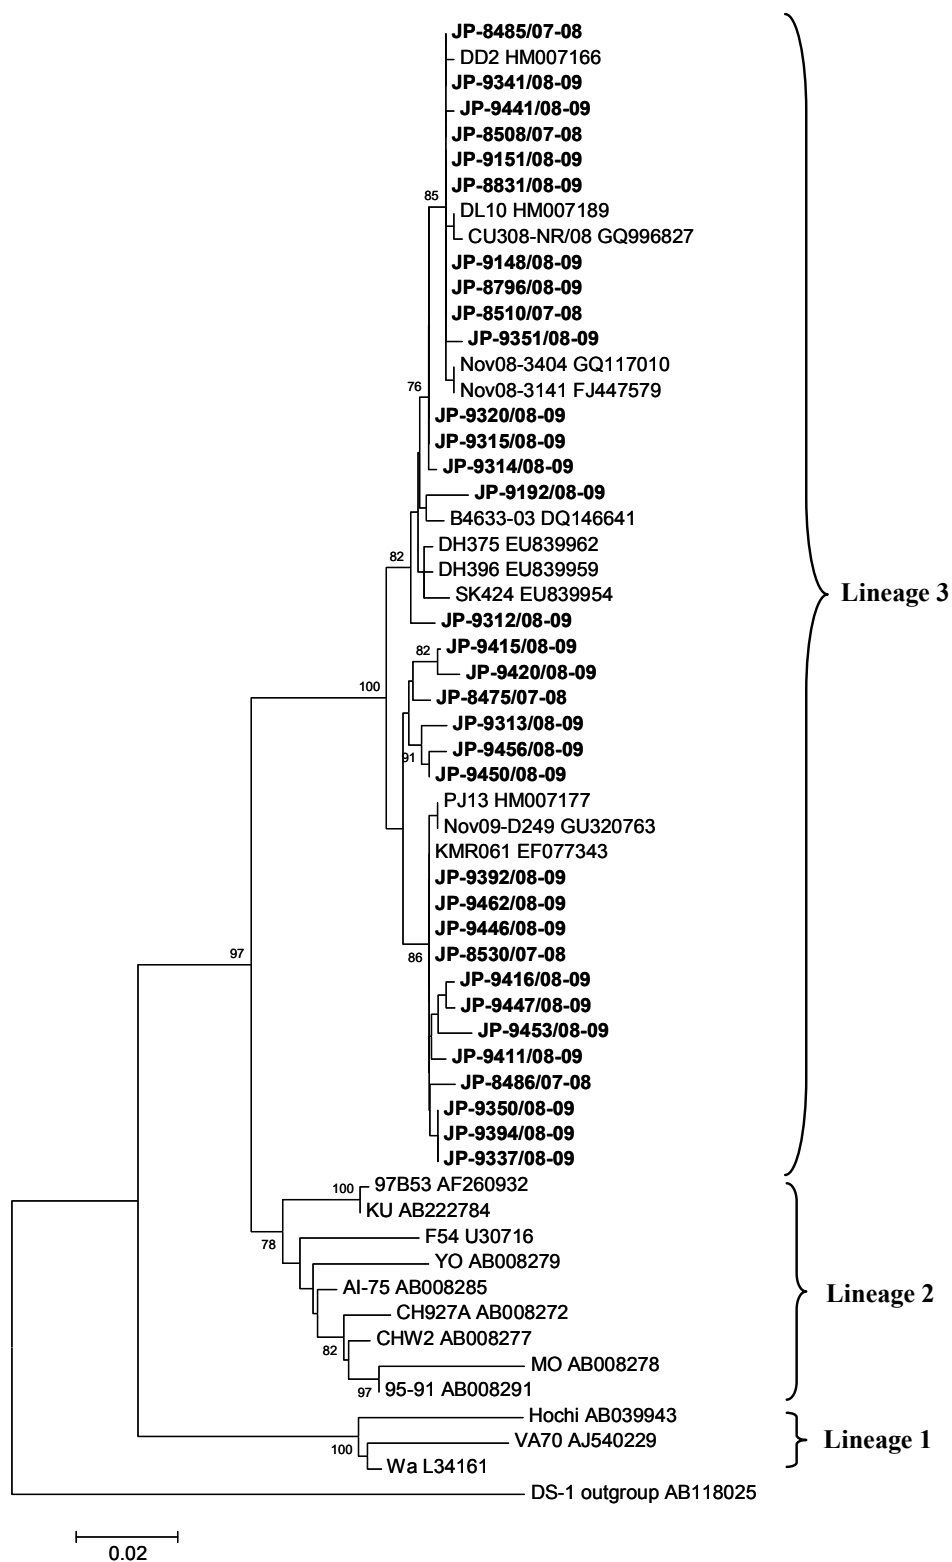 JP-8485/07-08
DD2 HM007166
JP-9341/08-09
JP-9441/08-09
JP-8508/07-08
JP-9151/08-09
JP-8831/08-09
85
DL10 HM007189
CU308-NR/08 GQ996827
JP-9148/08-09
JP-8796/08-09
JP-8510/07-08
JP-9351/08-09
Nov08-3404 GQ117010
76
Nov08-3141 FJ447579
JP-9320/08-09
JP-9315/08-09
JP-9314/08-09
JP-9192/08-09
B4633-03 DQ146641
DH375 EU839962
82
DH396 EU839959
SK424 EU839954
Lineage 3
JP-9312/08-09
JP-9415/08-09
82
JP-9420/08-09
100
JP-8475/07-08
JP-9313/08-09
JP-9456/08-09
91
JP-9450/08-09
PJ13 HM007177
Nov09-D249 GU320763
KMR061 EF077343
JP-9392/08-09
JP-9462/08-09
JP-9446/08-09
97
JP-8530/07-08
86
JP-9416/08-09
JP-9447/08-09
JP-9453/08-09
JP-9411/08-09
JP-8486/07-08
JP-9350/08-09
JP-9394/08-09
JP-9337/08-09
97B53 AF260932
100
KU AB222784
F54 U30716
78
YO AB008279
AI-75 AB008285
Lineage 2
CH927A AB008272
CHW2 AB008277
82
MO AB008278
95-91 AB008291
97
Hochi AB039943
VA70 AJ540229
Lineage 1
100
Wa L34161
DS-1 outgroup AB118025
0.02